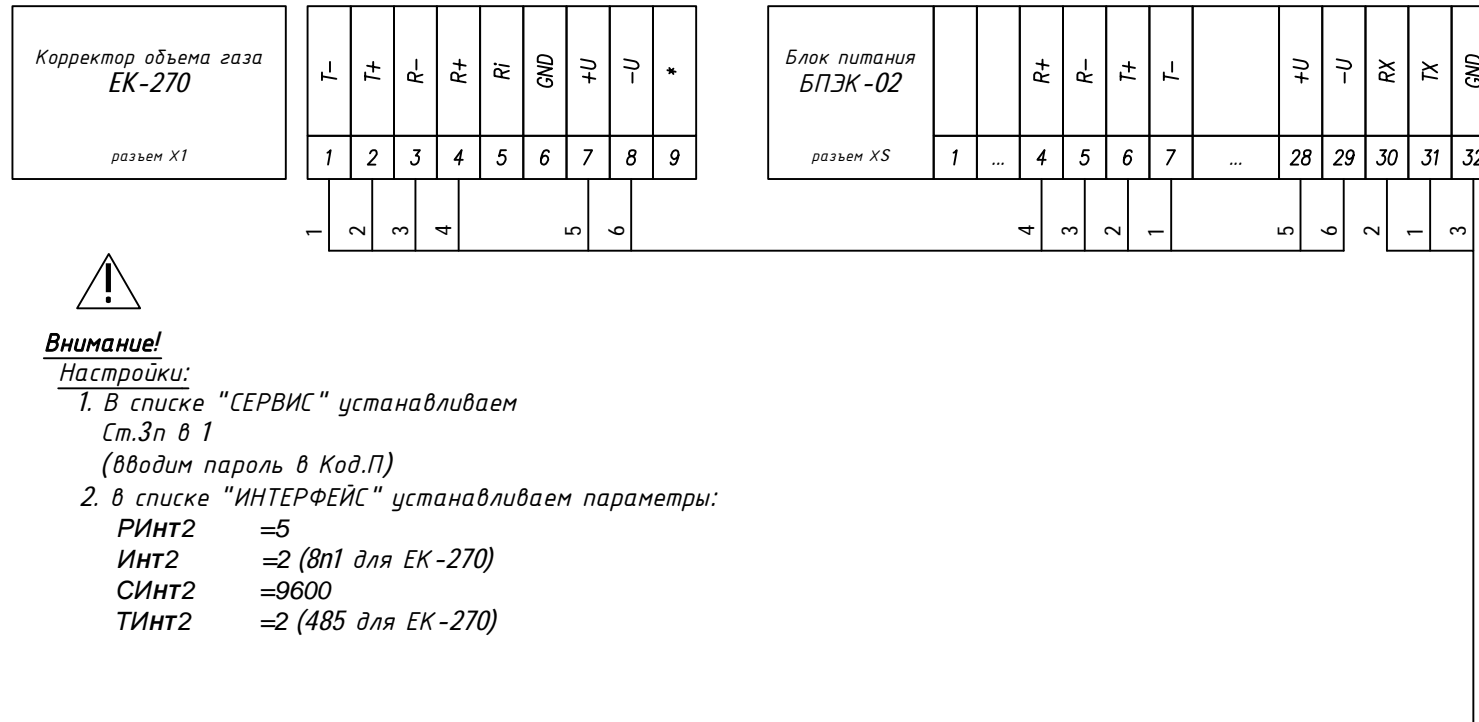 Корректор объема газа
ЕК-270
разъем X1
T- T+ R- R+ Ri GND +U -U *
1 2 3 4 5 6 7 8 9
1 2 3 4 5 6
Блок питания
БПЭК-02
разъем XS
R+ R- T+ T- +U -U RX TX GND
1 ... 4 5 6 7 ... 28 29 30 31 32
4 3 2 1 5 6 2 1 3
Внимание!
Настройки:
1. В списке "СЕРВИС" устанавливаем
Ст.Зп в 1
(вводим пароль в Код.П)
2. в списке "ИНТЕРФЕЙС" устанавливаем параметры:
РИнт2 =5
Инт2 =2 (8n1 для ЕК-270)
СИнт2 =9600
ТИнт2 =2 (485 для ЕК-270)